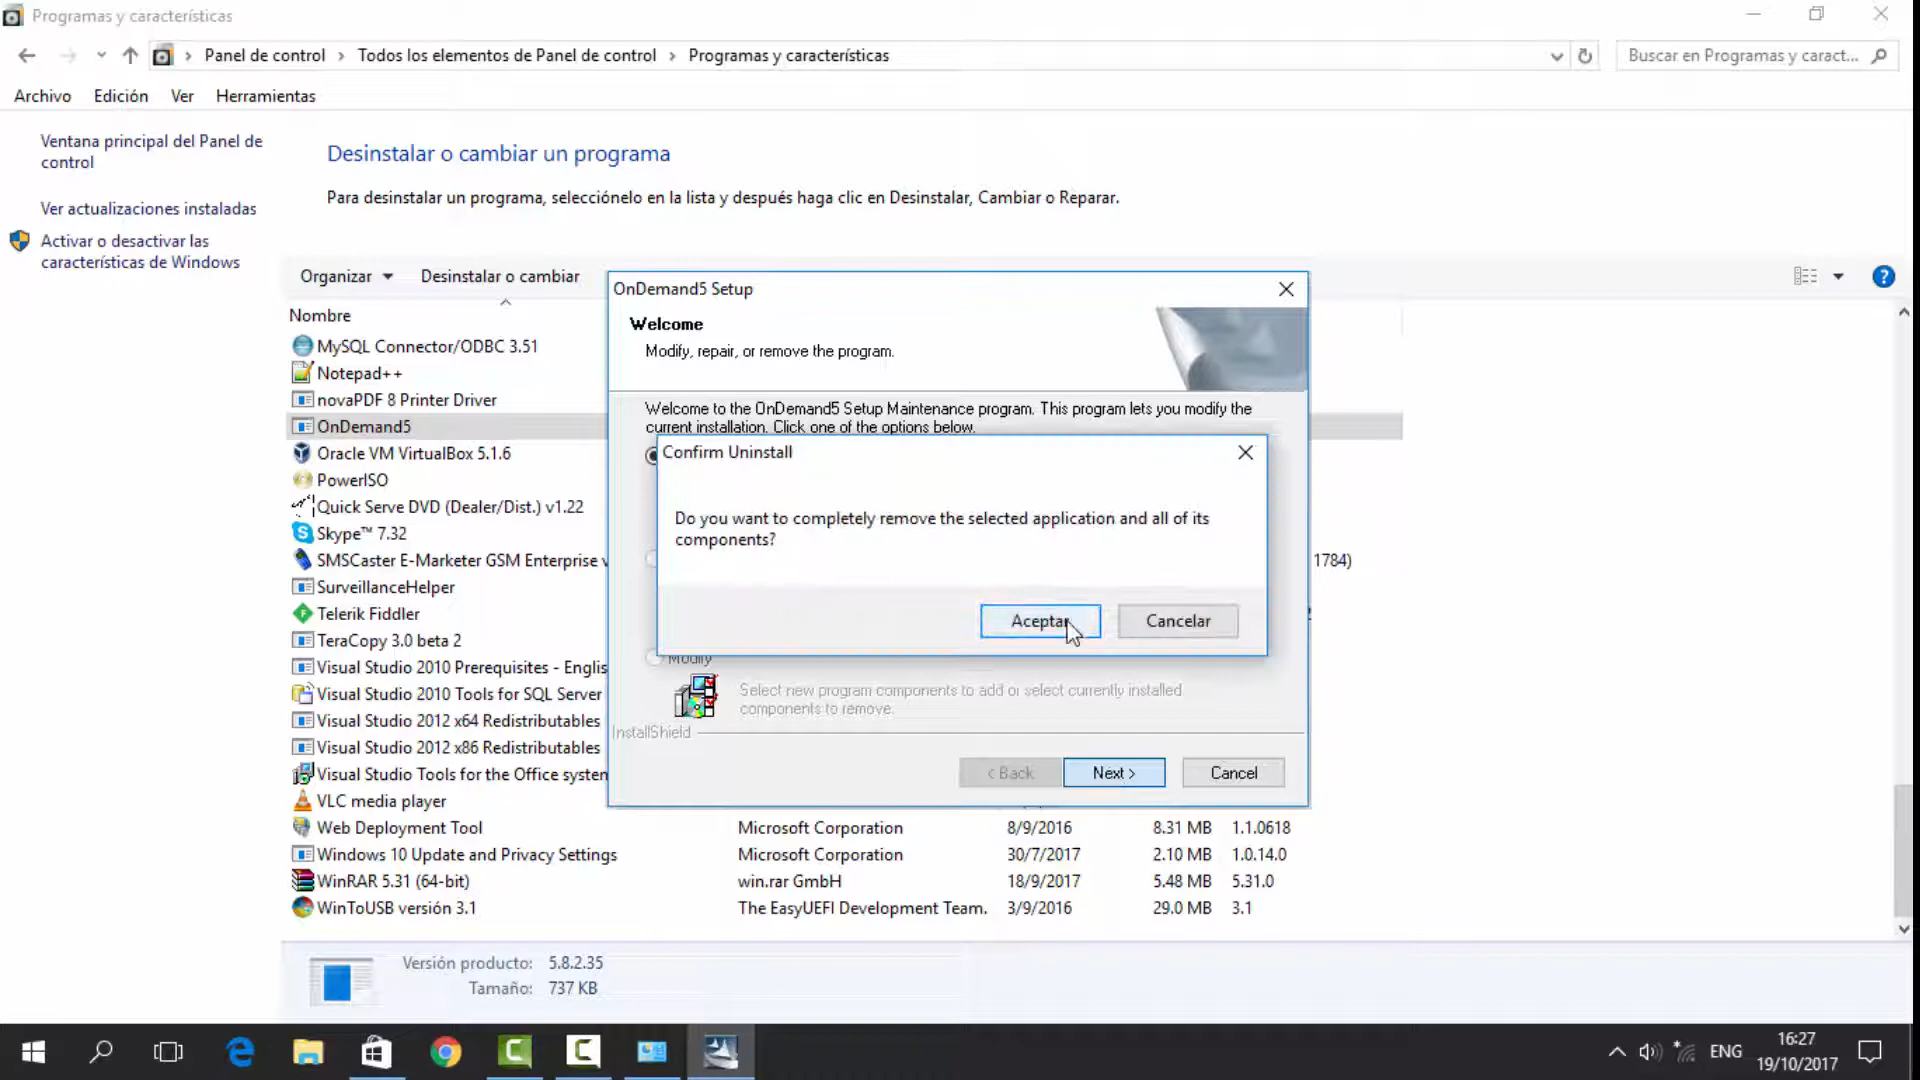 Programas y características
Panel de control > Todos los elementos de Panel de control > Programas y características
Buscar en Programas y caract...
Archivo Edición Ver Herramientas
Ventana principal del Panel de
control
Ver actualizaciones instaladas
Activar o desactivar las
características de Windows
Desinstalar o cambiar un programa
Para desinstalar un programa, selecciónelo en la lista y después haga clic en Desinstalar, Cambiar o Reparar.
Organizar Desinstalar o cambiar
Nombre
MySQL Connector/ODBC 3.51
Notepad++
novaPDF 8 Printer Driver
OnDemand5
Oracle VM VirtualBox 5.1.6
PowerISO
Quick Serve DVD (Dealer/Dist.) v1.22
Skype™ 7.32
SMSCaster E-Marketer GSM Enterprise v
1784)
SurveillanceHelper
Telerik Fiddler
TeraCopy 3.0 beta 2
Visual Studio 2010 Prerequisites - Englis
Visual Studio 2010 Tools for SQL Server
Visual Studio 2012 x64 Redistributables
Visual Studio 2012 x86 Redistributables
Visual Studio Tools for the Office system
VLC media player
Web Deployment Tool Microsoft Corporation 8/9/2016 8.31 MB 1.1.0618
Windows 10 Update and Privacy Settings Microsoft Corporation 30/7/2017 2.10 MB 1.0.14.0
WinRAR 5.31 (64-bit) win.rar GmbH 18/9/2017 5.48 MB 5.31.0
WinToUSB versión 3.1 The EasyUEFI Development Team. 3/9/2016 29.0 MB 3.1
OnDemand5 Setup
Welcome
Modify, repair, or remove the program.
Welcome to the OnDemand5 Setup Maintenance program. This program lets you modify the
current installation. Click one of the options below.
Confirm Uninstall
Do you want to completely remove the selected application and all of its
components?
Aceptar Cancelar
Modify
Select new program components to add or select currently installed
components to remove.
InstallShield
< Back Next > Cancel
Versión producto: 5.8.2.35
Tamaño: 737 KB
ENG
16:27
19/10/2017